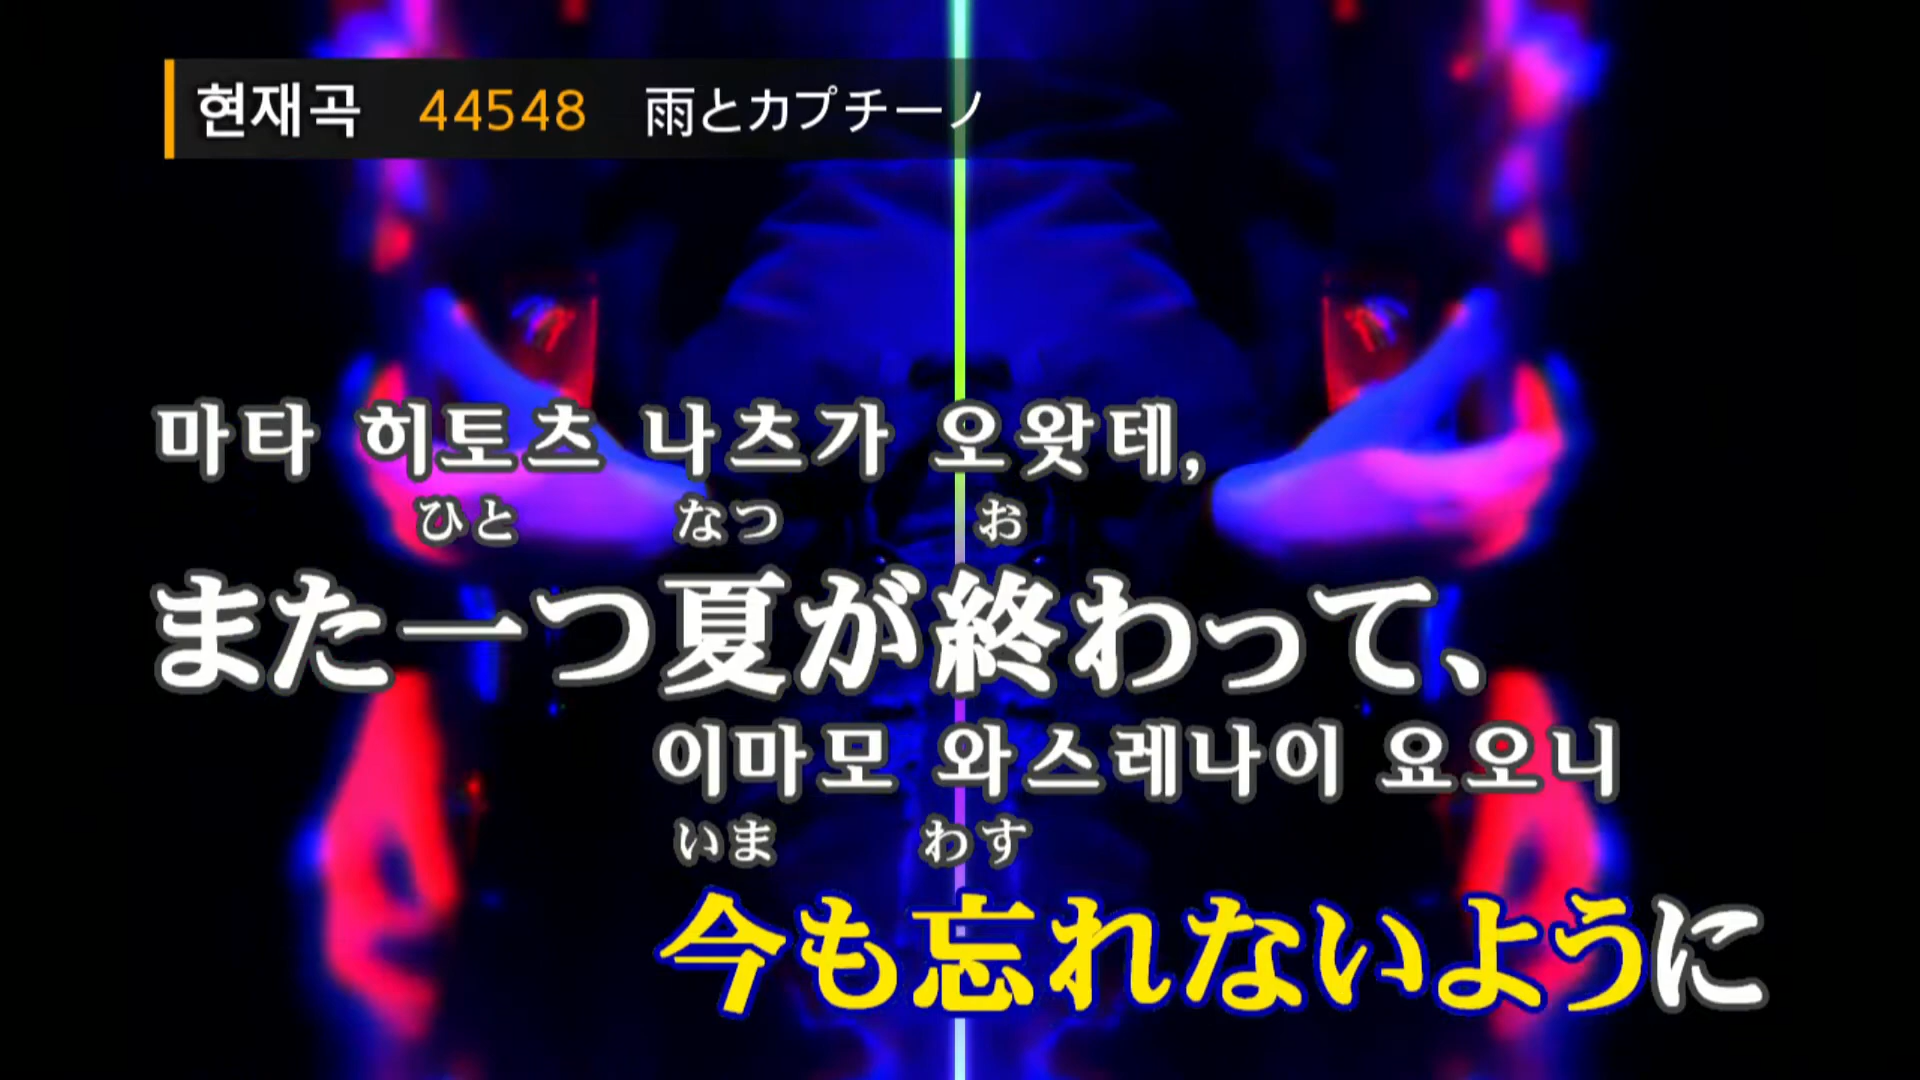 현재곡 44548 雨とカプチーノ
마타 히토츠 나츠가 오왓테,
ひと なつ お
また一つ夏が終わって、
이마모 와스레나이 요오니
いま わす
今も忘れないように